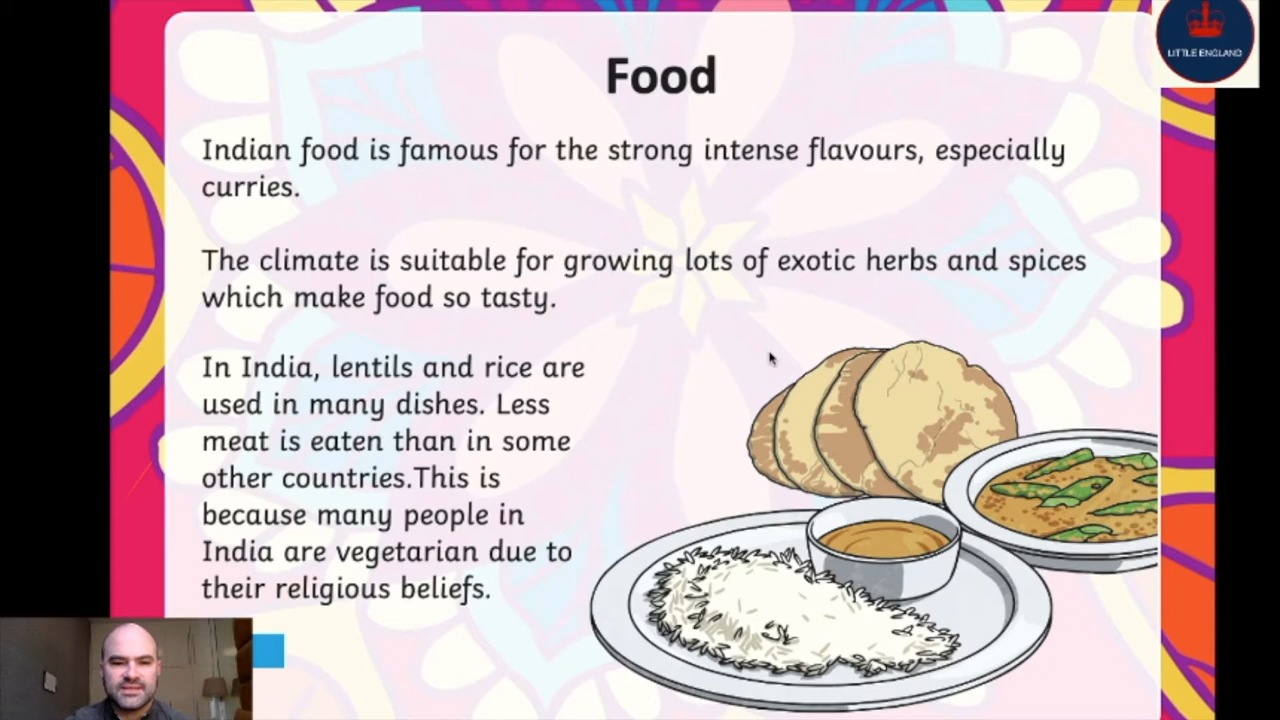 LITTLE ENGLAND
Food
Indian food is famous for the strong intense flavours, especially
curries.
The climate is suitable for growing lots of exotic herbs and spices
which make food so tasty.
In India, lentils and rice are
used in many dishes. Less
meat is eaten than in some
other countries.This is
because many people in
India are vegetarian due to
their religious beliefs.